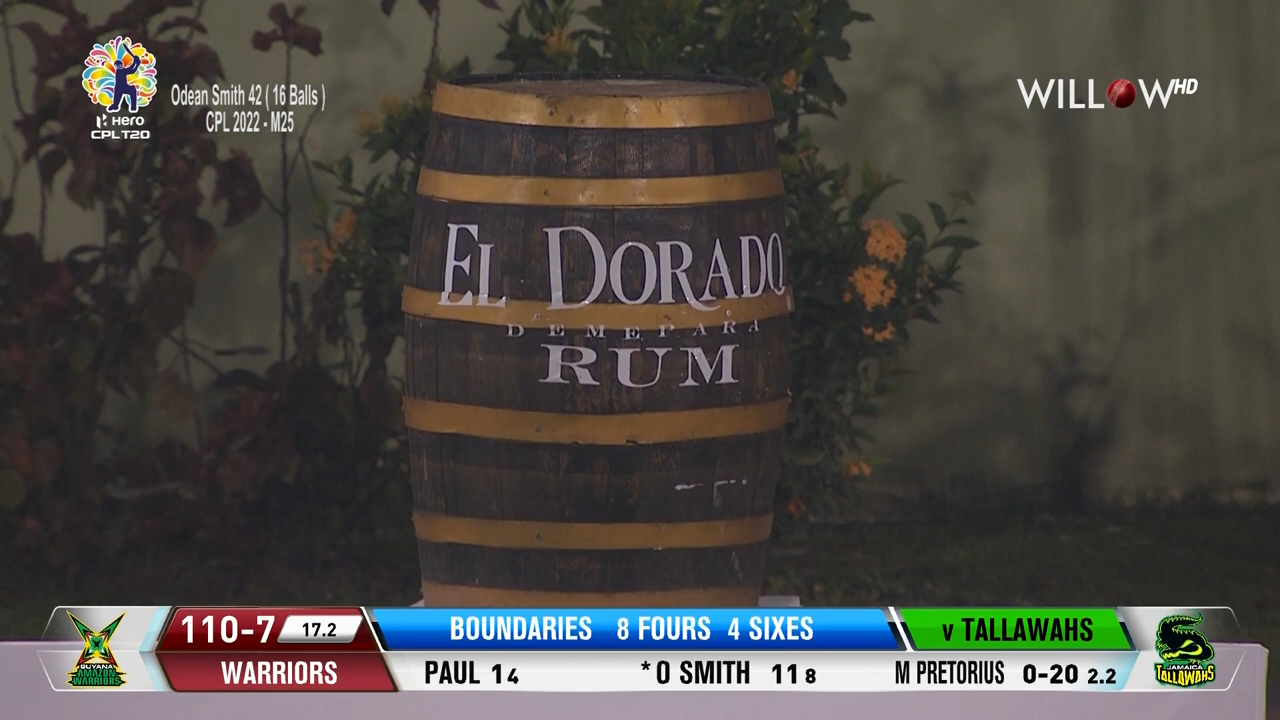 Hero
CPLT20
Odean Smith 42 ( 16 Balls )
CPL 2022 - M25
WILLOW HD
EL DORADO
DEMERARA
RUM
110-7 17.2
BOUNDARIES 8 FOURS 4 SIXES
v TALLAWAHS
WARRIORS
PAUL 1 4
*O SMITH 11 8
M PRETORIUS 0-20 2.2
GUYANA
AMAZON
WARRIORS
JAMAICA
TALLAWAHS